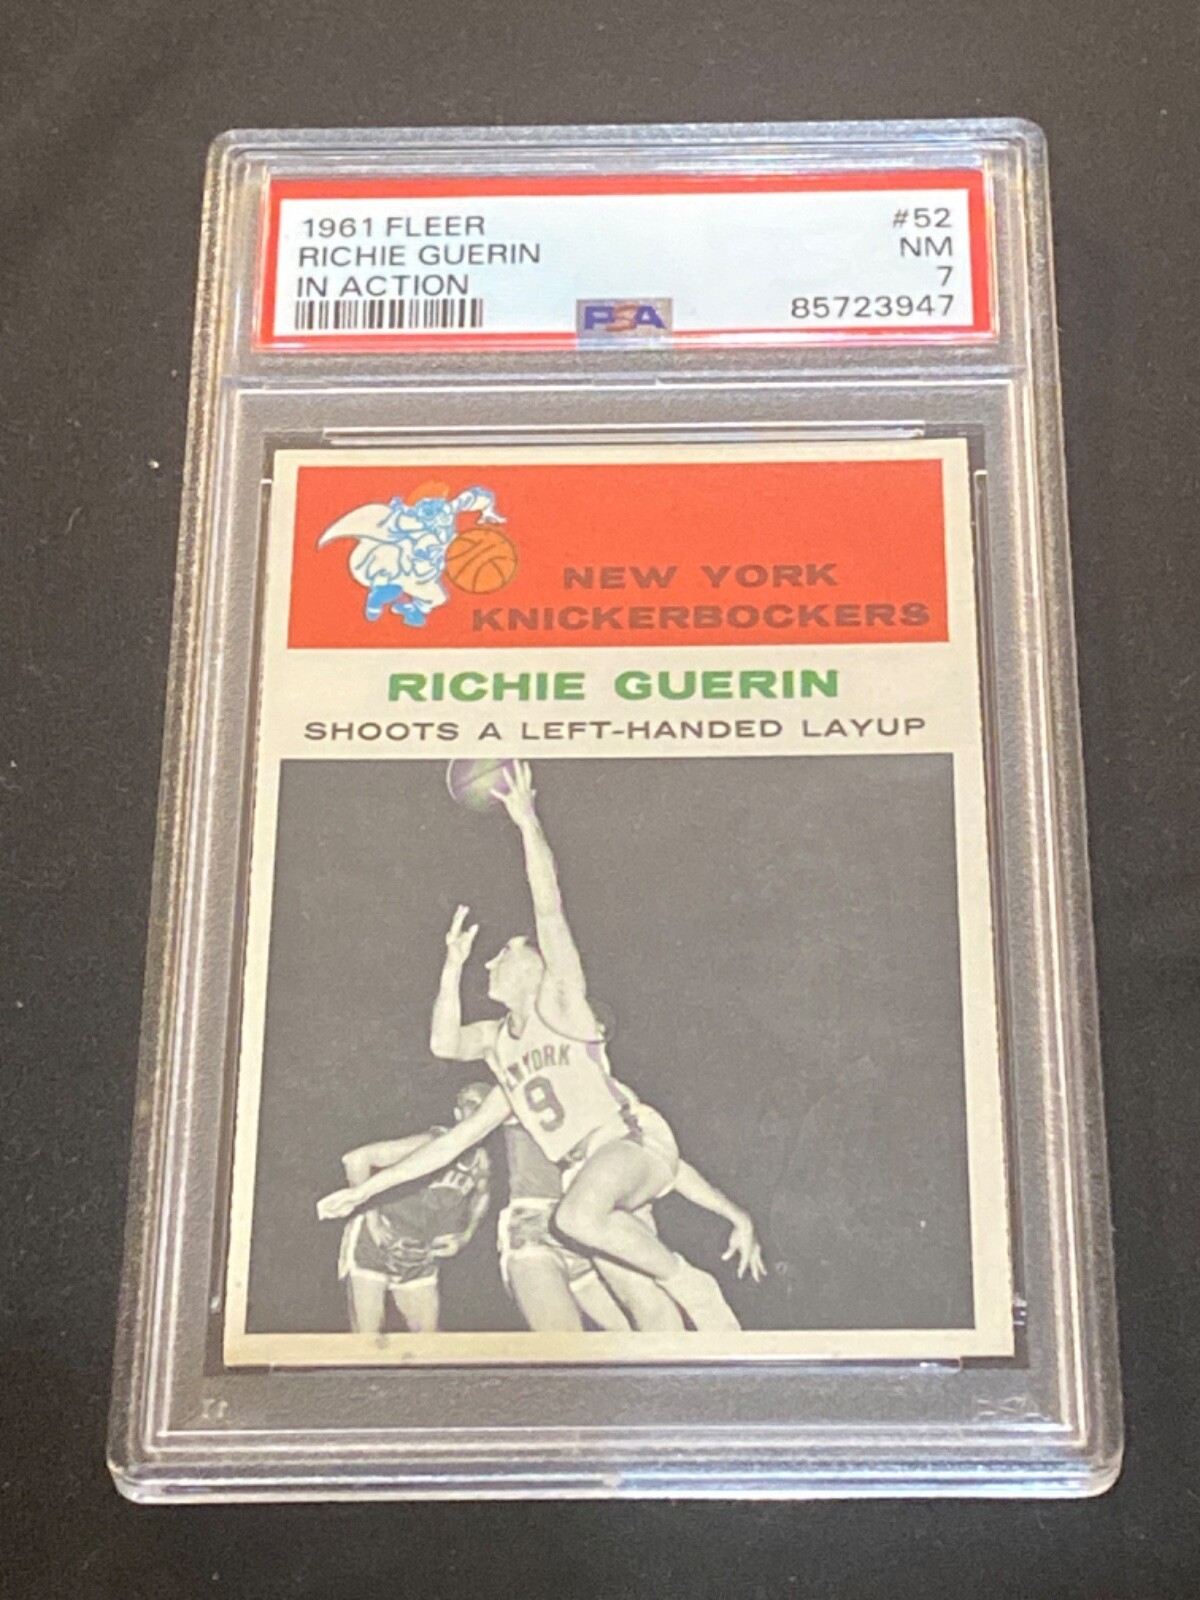 1961 FLEER #52
RICHIE GUERIN NM
IN ACTION 7
PSA 85723947
NEW YORK
KNICKERBOCKERS
RICHIE GUERIN
SHOOTS A LEFT-HANDED LAYUP
YORK
9